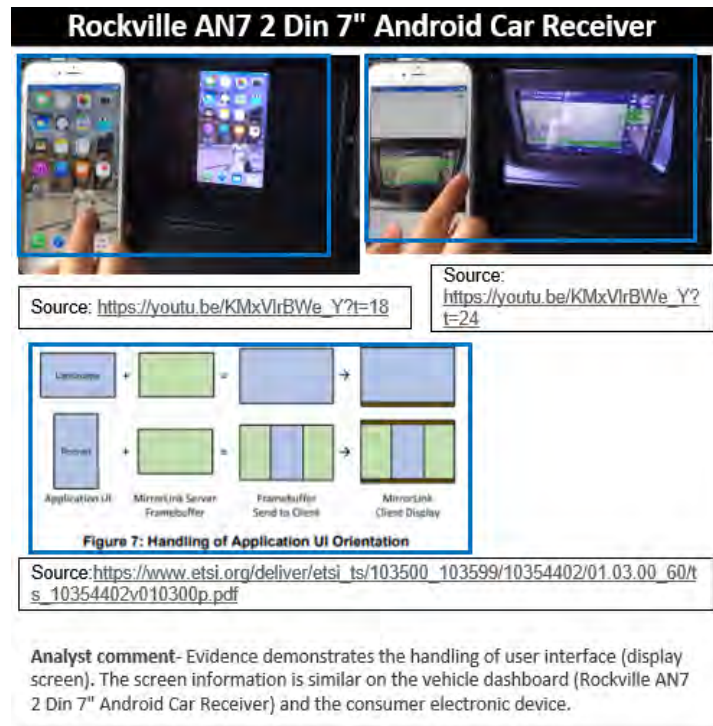 Rockville AN7 2 Din 7" Android Car Receiver
Source: https://youtu.be/KMxVlrBWe_Y?t=18
Source:
https://youtu.be/KMxVlrBWe_Y?
t=24
Landscape + = →
Portrait + = →
Application UI MirrorLink Server Framebuffer MirrorLink
Framebuffer Send to Client Client Display
Figure 7: Handling of Application UI Orientation
Source:https://www.etsi.org/deliver/etsi_ts/103500_103599/10354402/01.03.00_60/t
s_10354402v010300p.pdf
Analyst comment- Evidence demonstrates the handling of user interface (display
screen). The screen information is similar on the vehicle dashboard (Rockville AN7
2 Din 7" Android Car Receiver) and the consumer electronic device.